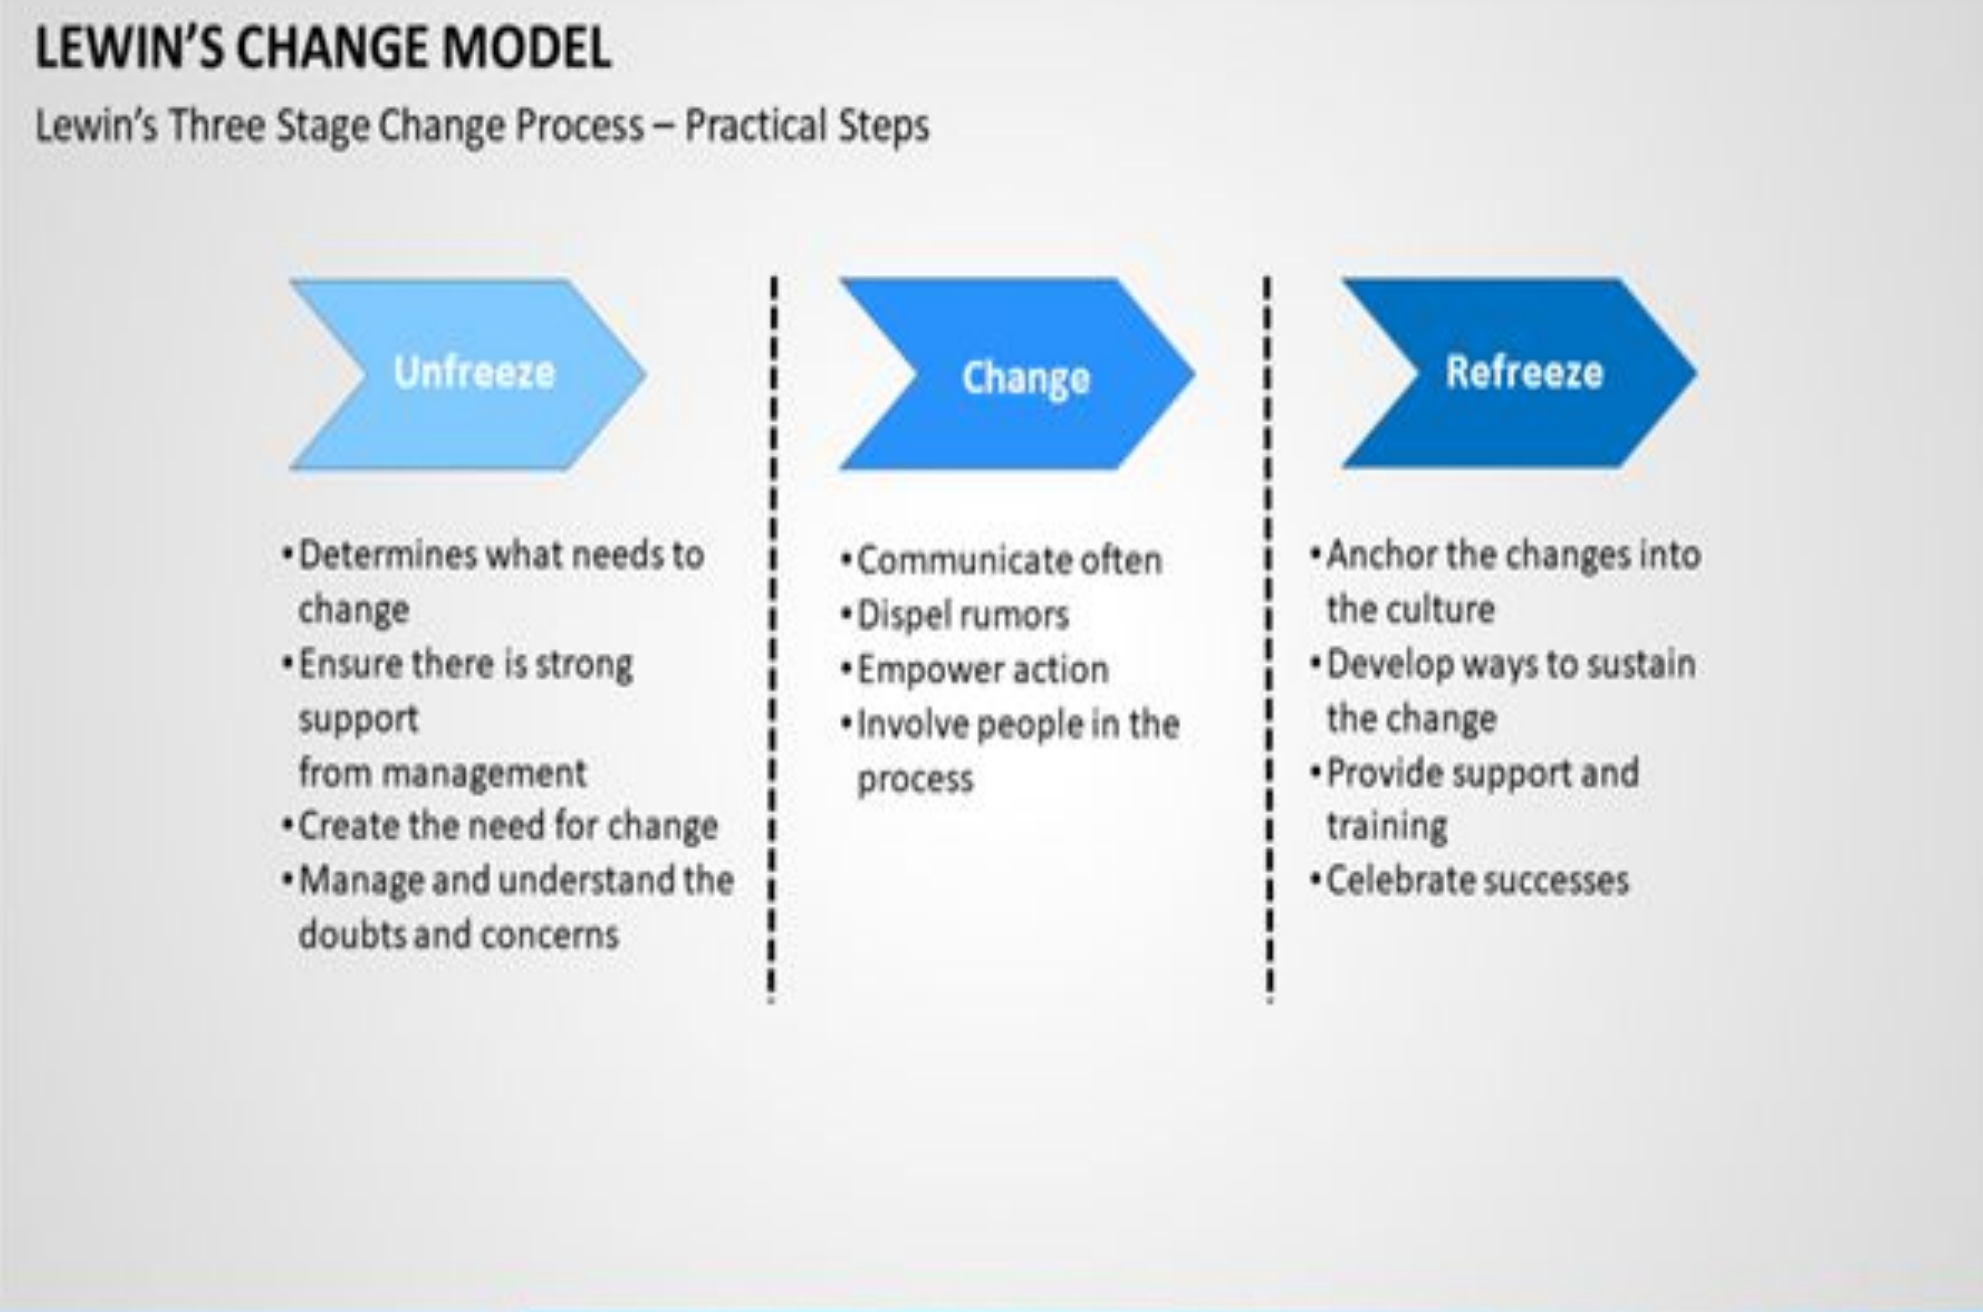 LEWIN'S CHANGE MODEL
Lewin's Three Stage Change Process – Practical Steps
Unfreeze
•Determines what needs to
change
•Ensure there is strong
support
from management
•Create the need for change
•Manage and understand the
doubts and concerns
Change
•Communicate often
•Dispel rumors
•Empower action
•Involve people in the
process
Refreeze
•Anchor the changes into
the culture
•Develop ways to sustain
the change
•Provide support and
training
•Celebrate successes